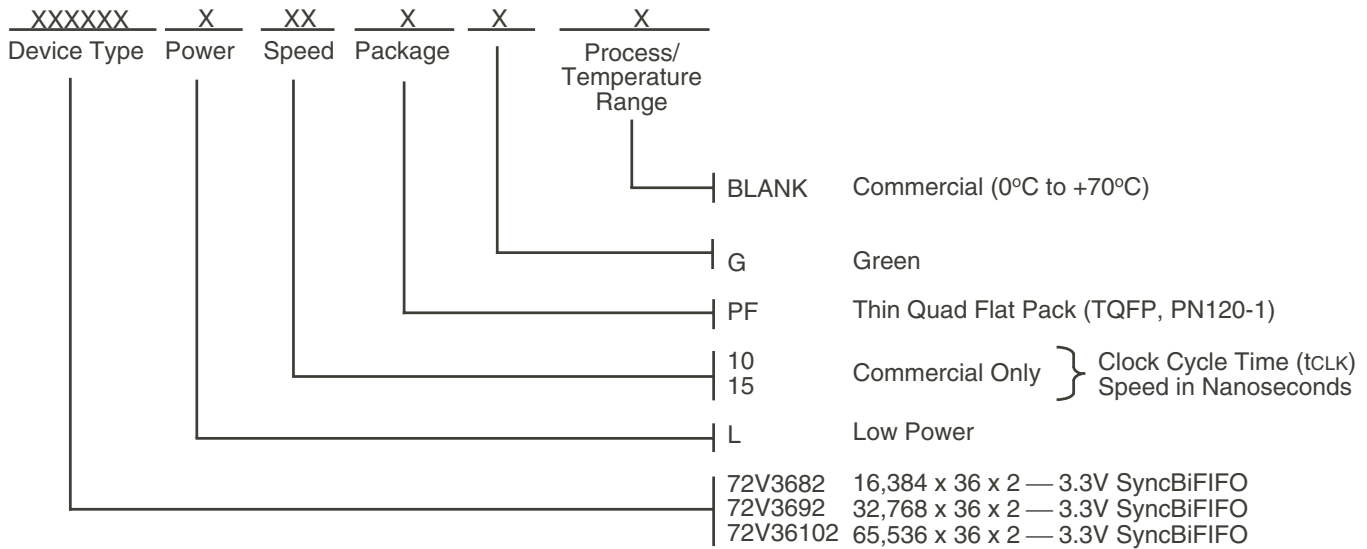 XXXXXX X XX X X X
Device Type Power Speed Package Process/
Temperature
Range
BLANK Commercial (0°C to +70°C)
G Green
PF Thin Quad Flat Pack (TQFP, PN120-1)
10
15
Commercial Only } Clock Cycle Time (tCLK)
Speed in Nanoseconds
L Low Power
72V3682 16,384 x 36 x 2 — 3.3V SyncBiFIFO
72V3692 32,768 x 36 x 2 — 3.3V SyncBiFIFO
72V36102 65,536 x 36 x 2 — 3.3V SyncBiFIFO